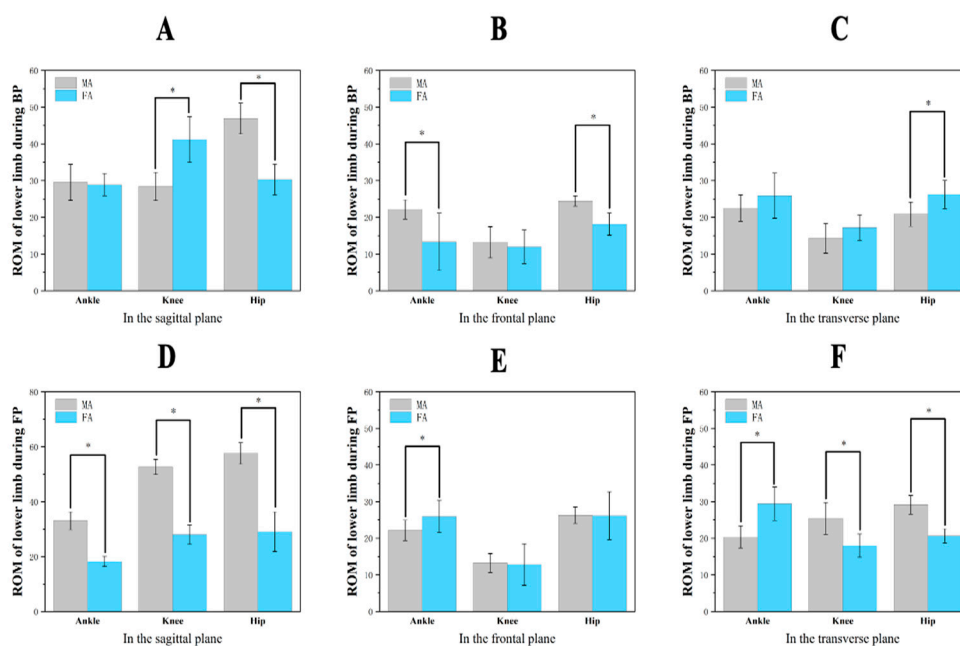 A
ROM of lower limb during BP
60
50
40
30
20
10
0
MA
FA
*
*
Ankle
Knee
Hip
In the sagittal plane
B
ROM of lower limb during BP
60
50
40
30
20
10
0
MA
FA
*
*
Ankle
Knee
Hip
In the frontal plane
C
ROM of lower limb during BP
60
50
40
30
20
10
0
MA
FA
*
Ankle
Knee
Hip
In the transverse plane
D
ROM of lower limb during FP
80
60
40
20
0
MA
FA
*
*
*
Ankle
Knee
Hip
In the sagittal plane
E
ROM of lower limb during FP
60
50
40
30
20
10
0
MA
FA
*
Ankle
Knee
Hip
In the frontal plane
F
ROM of lower limb during FP
60
50
40
30
20
10
0
MA
FA
*
*
*
Ankle
Knee
Hip
In the transverse plane